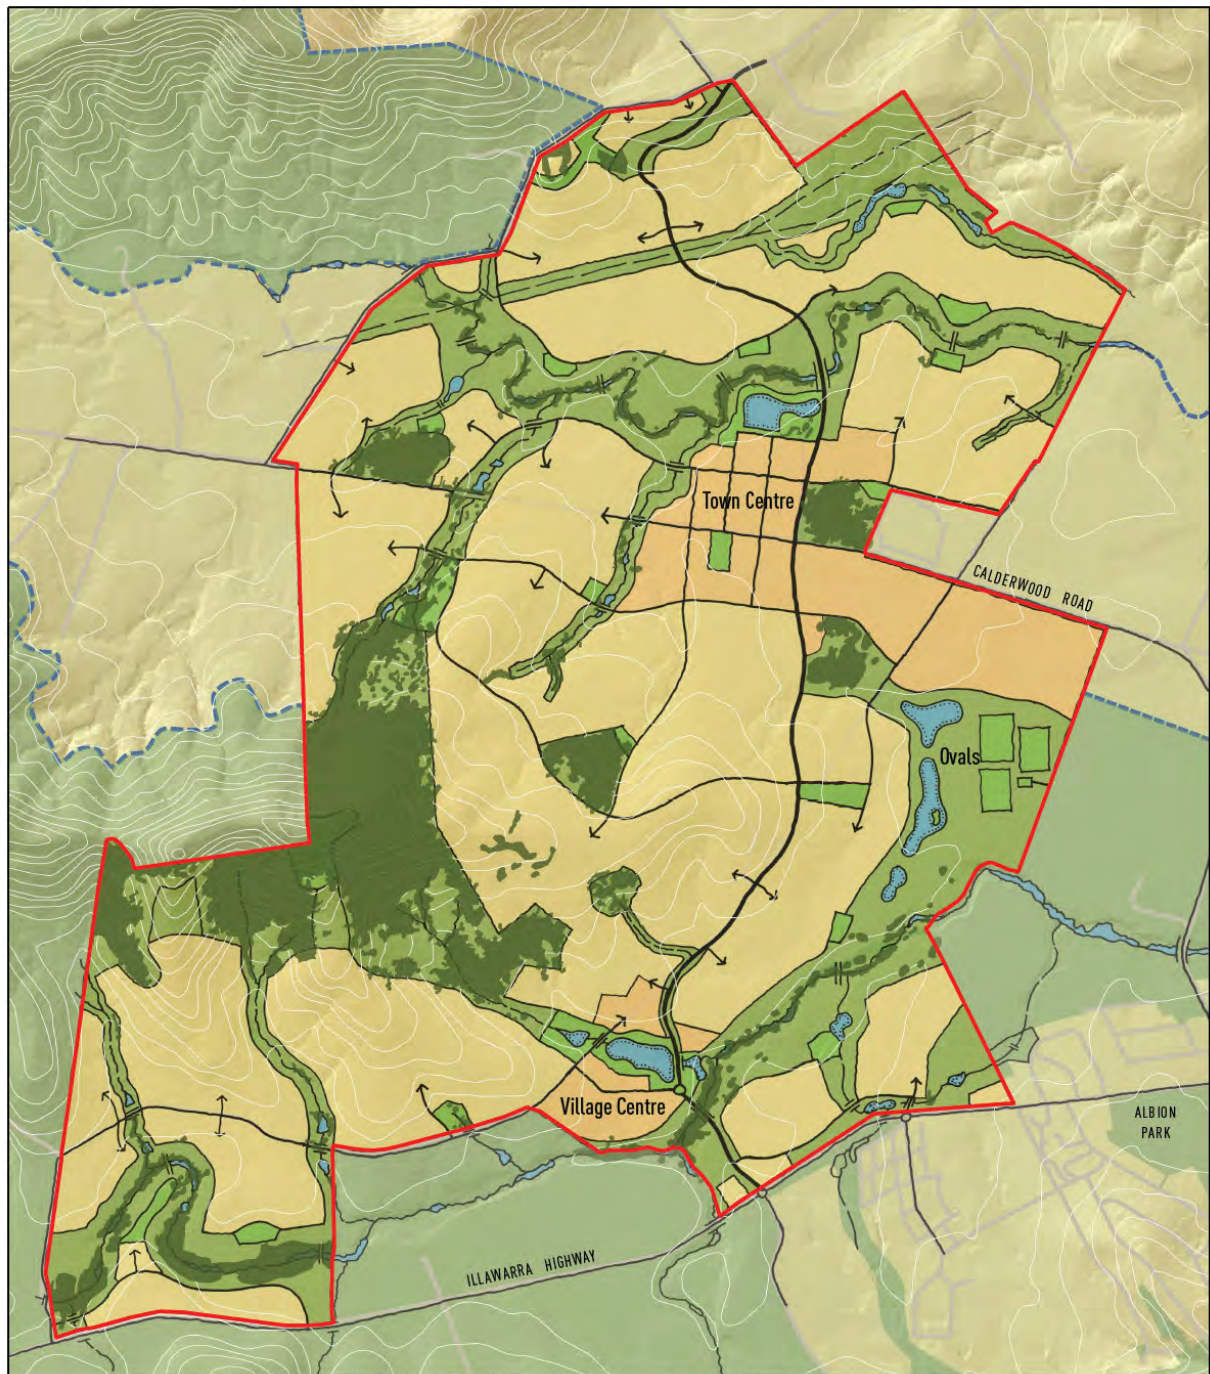 Town Centre
CALDERWOOD ROAD
Ovals
Village Centre
ALBION
PARK
ILLAWARRA HIGHWAY